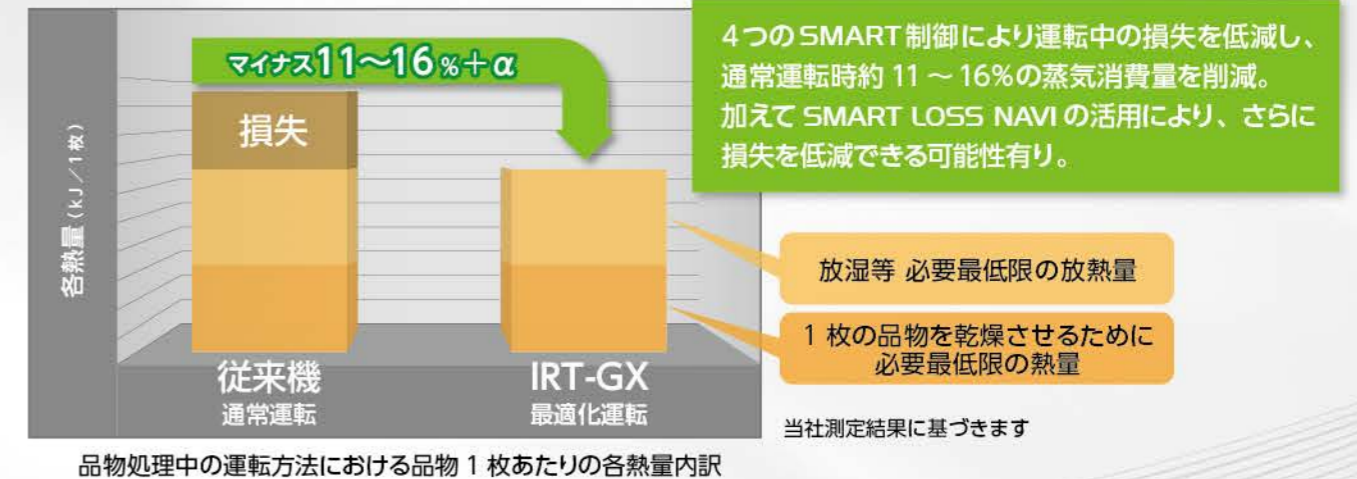 4つのSMART制御により運転中の損失を低減し、
通常運転時約 11 ~ 16%の蒸気消費量を削減。
加えて SMART LOSS NAVI の活用により、さらに
損失を低減できる可能性有り。
マイナス11~16%+α
損失
各熱量(kJ/1枚)
放湿等 必要最低限の放熱量
1 枚の品物を乾燥させるために
必要最低限の熱量
従来機
通常運転
IRT-GX
最適化運転
当社測定結果に基づきます
品物処理中の運転方法における品物 1 枚あたりの各熱量内訳